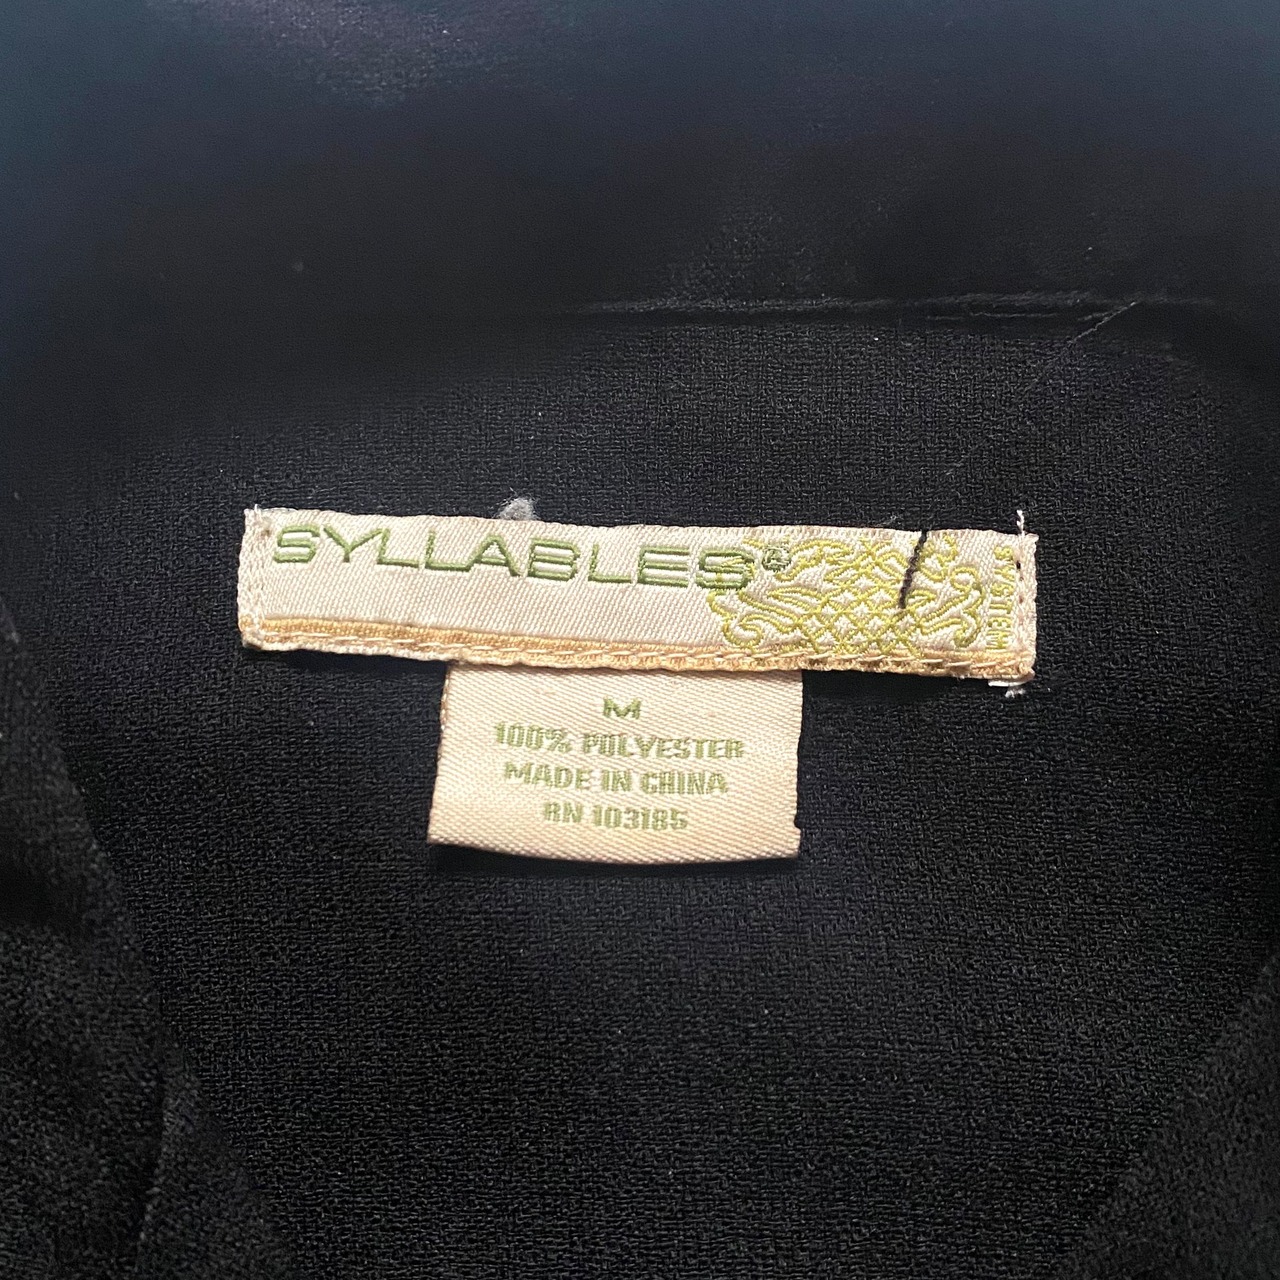 SYLLABLES®
M
100% POLYESTER
MADE IN CHINA
RN 103185